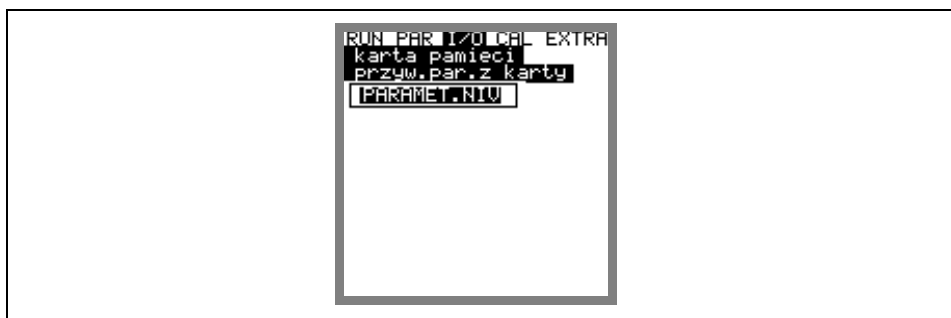 RUN PAR I/O CAL EXTRA
karta pamieci
przyw.par.z karty
PARAMET.NIV